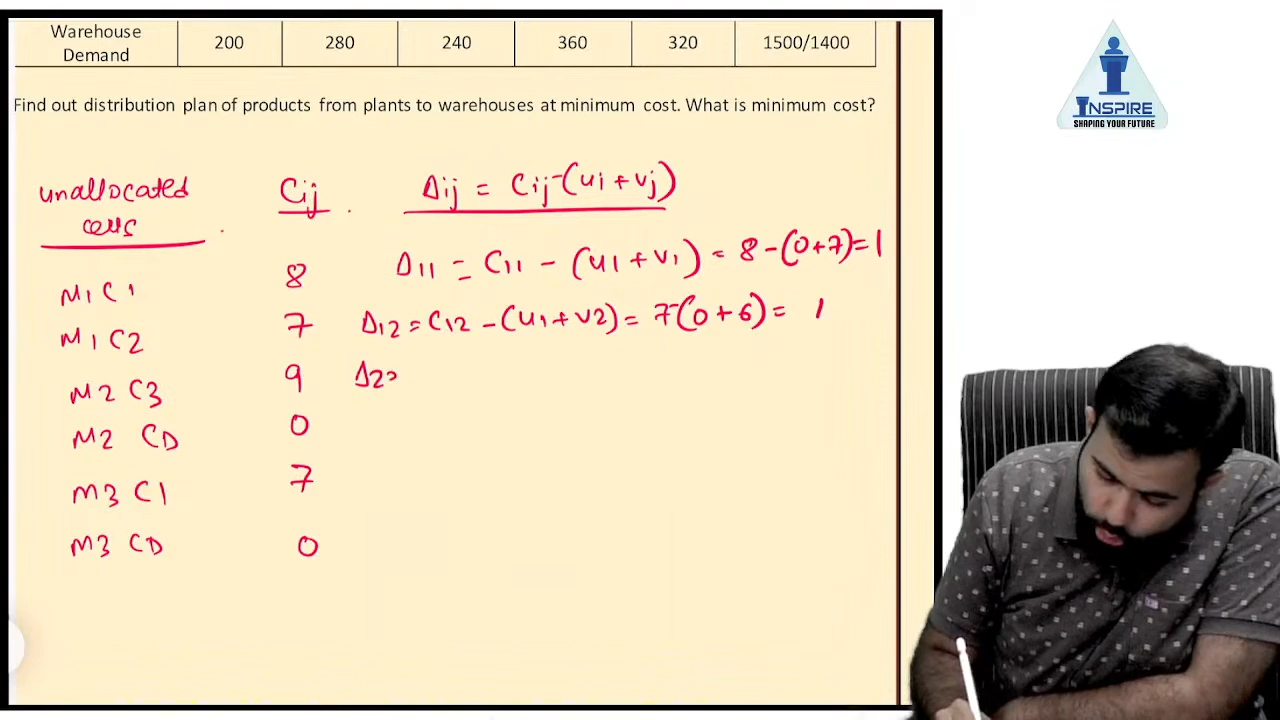 Warehouse Demand 200 280 240 360 320 1500/1400
Find out distribution plan of products from plants to warehouses at minimum cost. What is minimum cost?
INSPIRE
SHAPING YOUR FUTURE
unallocated cells Cij Δij = Cij-(ui+vj)
M1 C1 8 Δ11 = C11 - (u1+v1) = 8-(0+7)=1
M1 C2 7 Δ12 = C12 - (u1+v2) = 7-(0+6) = 1
M2 C3 9 Δ2
M2 CD 0
M3 C1 7
M3 CD 0